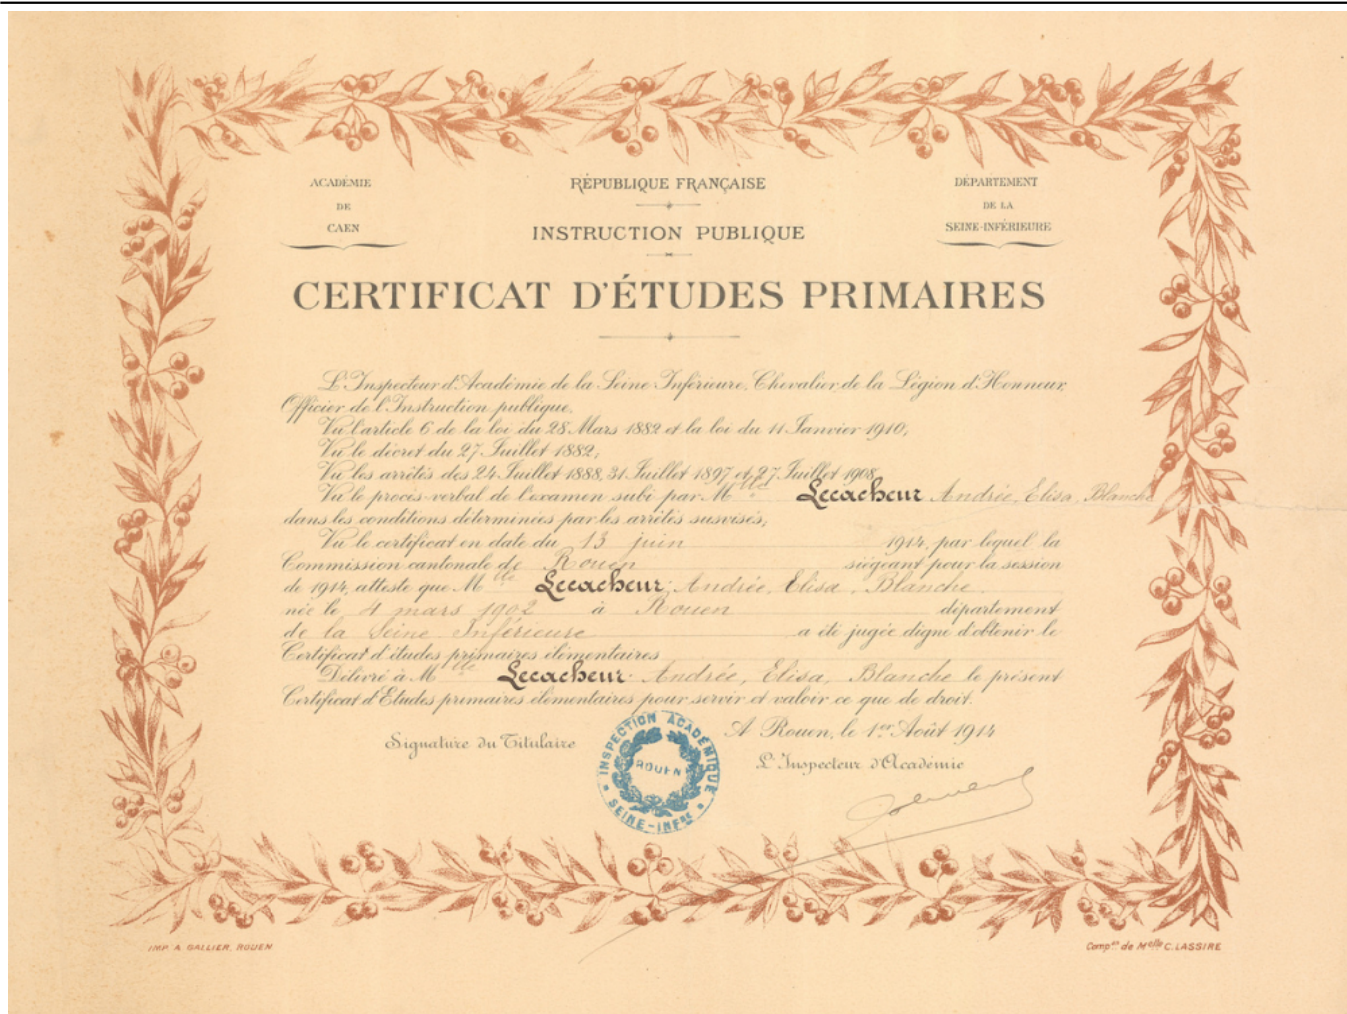 ACADÉMIE
DE
CAEN
RÉPUBLIQUE FRANÇAISE
INSTRUCTION PUBLIQUE
DÉPARTEMENT
DE LA
SEINE-INFÉRIEURE
CERTIFICAT D'ÉTUDES PRIMAIRES
L'Inspecteur d'Académie de la Seine Inférieure, Chevalier de la Légion d'Honneur,
Officier de l'Instruction publique,
Vu l'article 6 de la loi du 28 Mars 1882 et la loi du 11 Janvier 1910,
Vu le décret du 27 Juillet 1882,
Vu les arrêtés des 24 Juillet 1888, 31 Juillet 1897 et 27 Juillet 1908,
Vu le procès-verbal de l'examen subi par Mlle Lecacheur Andrée, Elisa, Blanche
dans les conditions déterminées par les arrêtés susvisés,
Vu le certificat en date du 13 juin 1914, par lequel la
Commission cantonale de Rouen siégeant pour la session
de 1914, atteste que Mlle Lecacheur, Andrée, Elisa, Blanche
née le 4 mars 1902 à Rouen département
de la Seine Inférieure a été jugée digne d'obtenir le
Certificat d'études primaires élémentaires
Délivré à Mlle Lecacheur Andrée, Elisa, Blanche le présent
Certificat d'Etudes primaires élémentaires pour servir et valoir ce que de droit.
A Rouen, le 1er Août 1914
Signature du Titulaire
L'Inspecteur d'Académie
INSPECTION ACADÉMIQUE
ROUEN
SEINE-INFRE
IMP. A. GALLIER, ROUEN
Compon de Melle C. LASSIRE